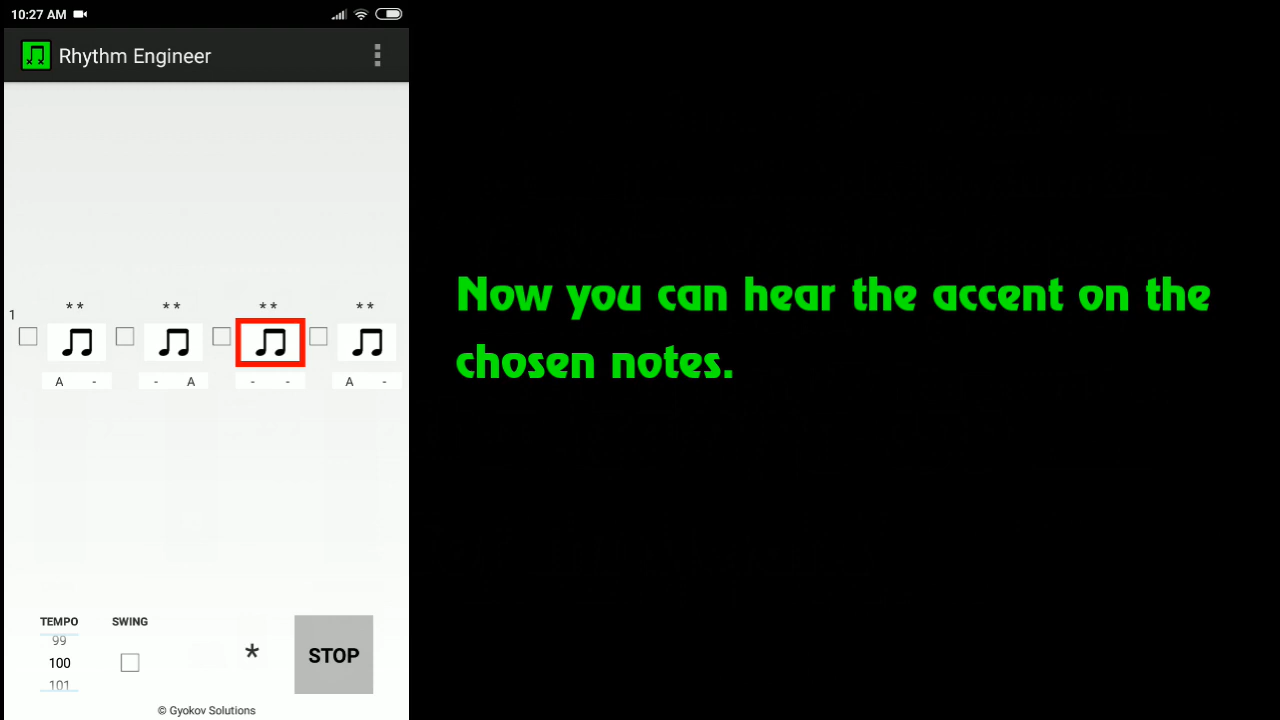 10:27 AM
Rhythm Engineer
** ** ** **
1
A - - A - - A -
Now you can hear the accent on the
chosen notes.
TEMPO SWING
99
100
101
*
STOP
© Gyokov Solutions